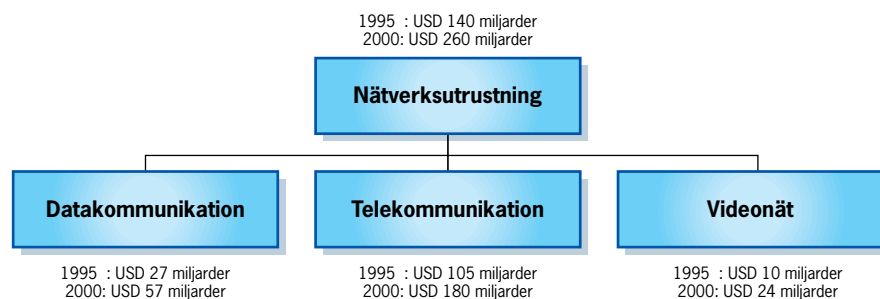 1995 : USD 140 miljarder
2000: USD 260 miljarder
Nätverksutrustning
Datakommunikation
Telekommunikation
Videonät
1995 : USD 27 miljarder
2000: USD 57 miljarder
1995 : USD 105 miljarder
2000: USD 180 miljarder
1995 : USD 10 miljarder
2000: USD 24 miljarder